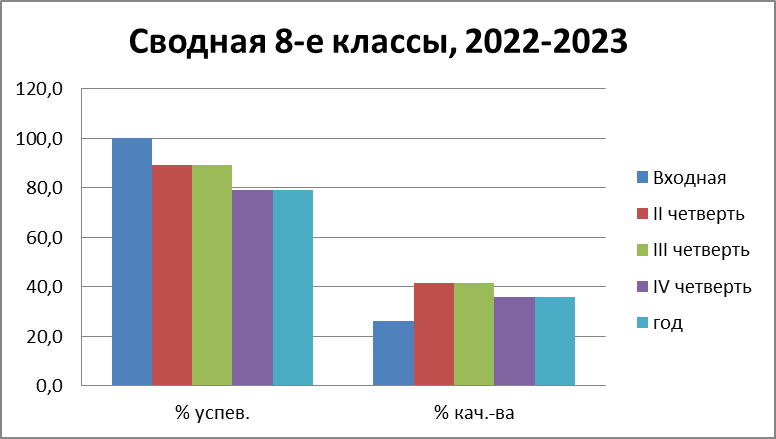 Сводная 8-е классы, 2022-2023
120,0
100,0
80,0
60,0
40,0
20,0
0,0
% успев.
% кач.-ва
Входная
II четверть
III четверть
IV четверть
год